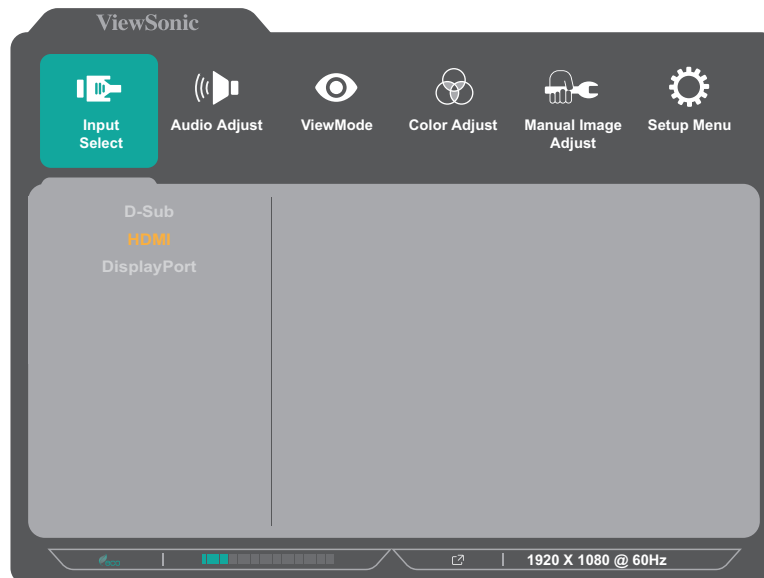 ViewSonic
Input
Select
Audio Adjust
ViewMode
Color Adjust
Manual Image
Adjust
Setup Menu
D-Sub
HDMI
DisplayPort
eco
1920 X 1080 @ 60Hz